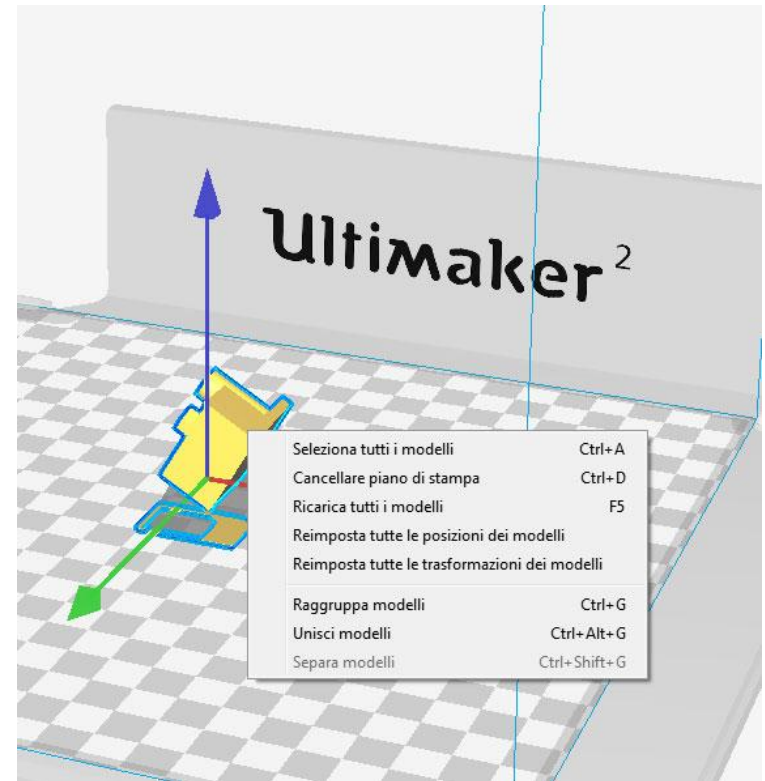 Ultimaker 2
Seleziona tutti i modelli Ctrl+A
Cancellare piano di stampa Ctrl+D
Ricarica tutti i modelli F5
Reimposta tutte le posizioni dei modelli
Reimposta tutte le trasformazioni dei modelli
Raggruppa modelli Ctrl+G
Unisci modelli Ctrl+Alt+G
Separa modelli Ctrl+Shift+G